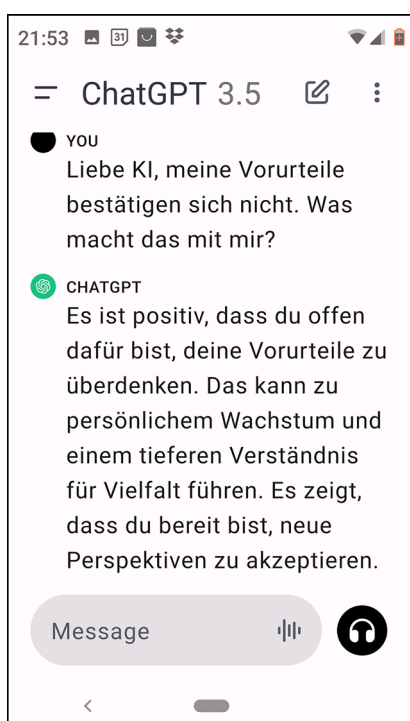 21:53 31
ChatGPT 3.5
YOU
Liebe KI, meine Vorurteile
bestätigen sich nicht. Was
macht das mit mir?
CHATGPT
Es ist positiv, dass du offen
dafür bist, deine Vorurteile zu
überdenken. Das kann zu
persönlichem Wachstum und
einem tieferen Verständnis
für Vielfalt führen. Es zeigt,
dass du bereit bist, neue
Perspektiven zu akzeptieren.
Message